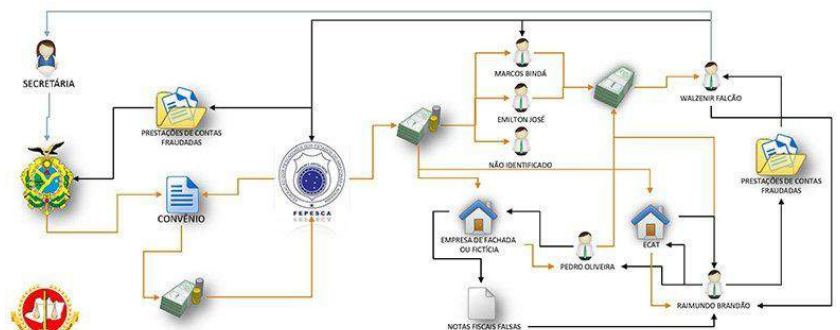 SECRETÁRIA
PRESTAÇÕES DE CONTAS
FRAUDADAS
CONVÊNIO
FEPESCA
MARCOS BINDÁ
EMILTON JOSÉ
NÃO IDENTIFICADO
WALZENIR FALCÃO
PRESTAÇÕES DE CONTAS
FRAUDADAS
EMPRESA DE FACHADA
OU FICTÍCIA
PEDRO OLIVEIRA
ECAT
RAIMUNDO BRANDÃO
NOTAS FISCAIS FALSAS